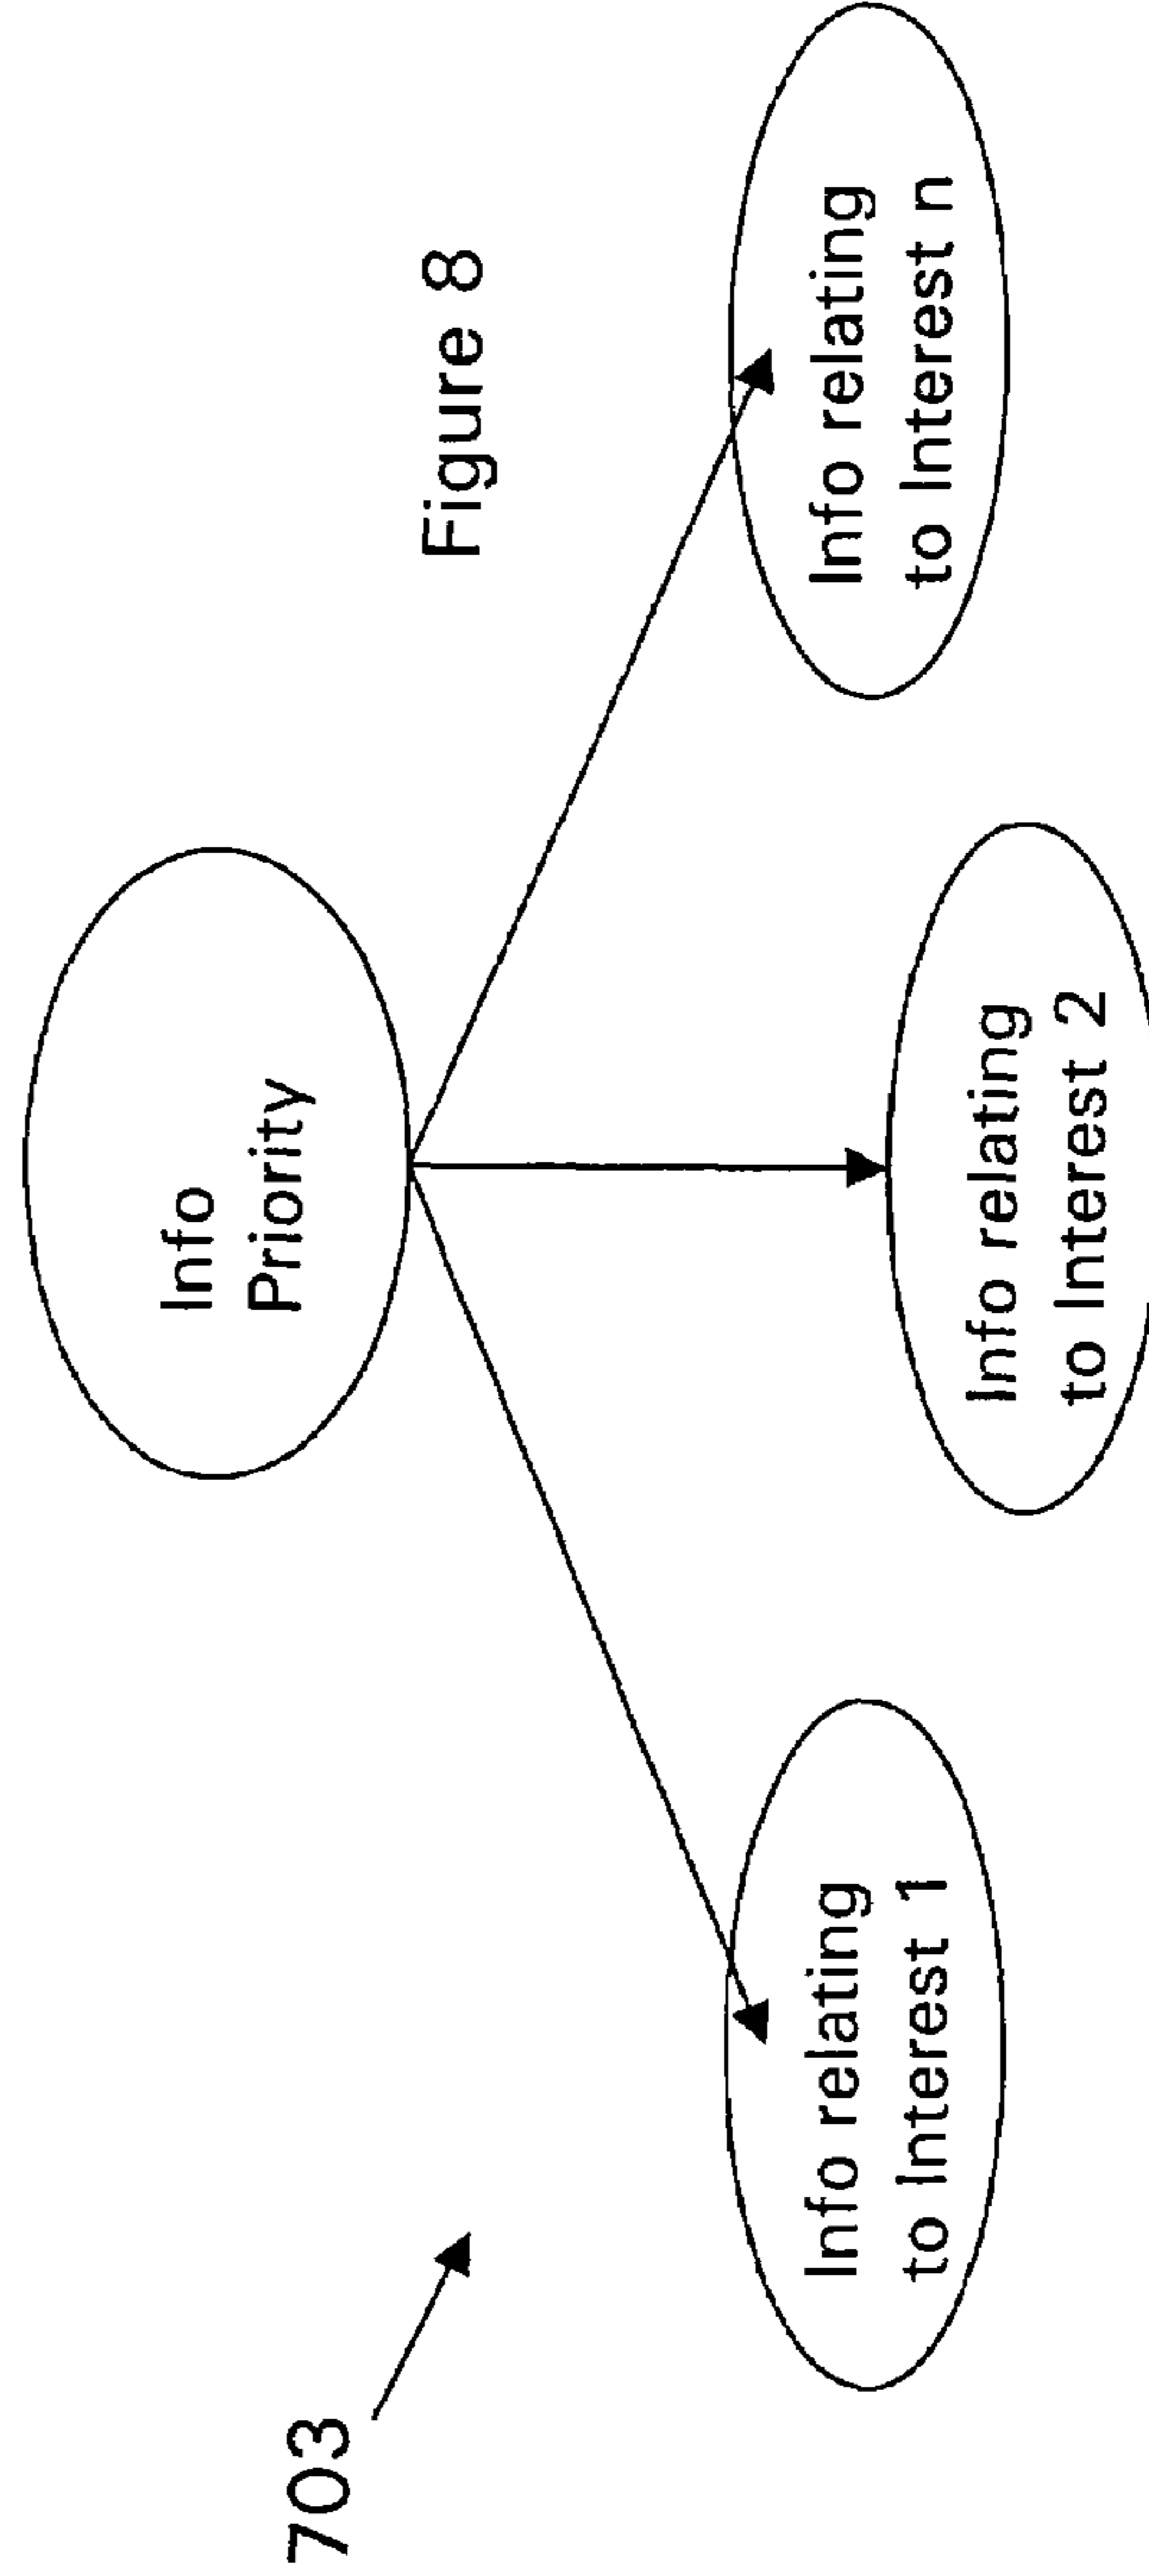 703
Info
Priority
Figure 8
Info relating
to Interest 1
Info relating
to Interest 2
Info relating
to Interest n